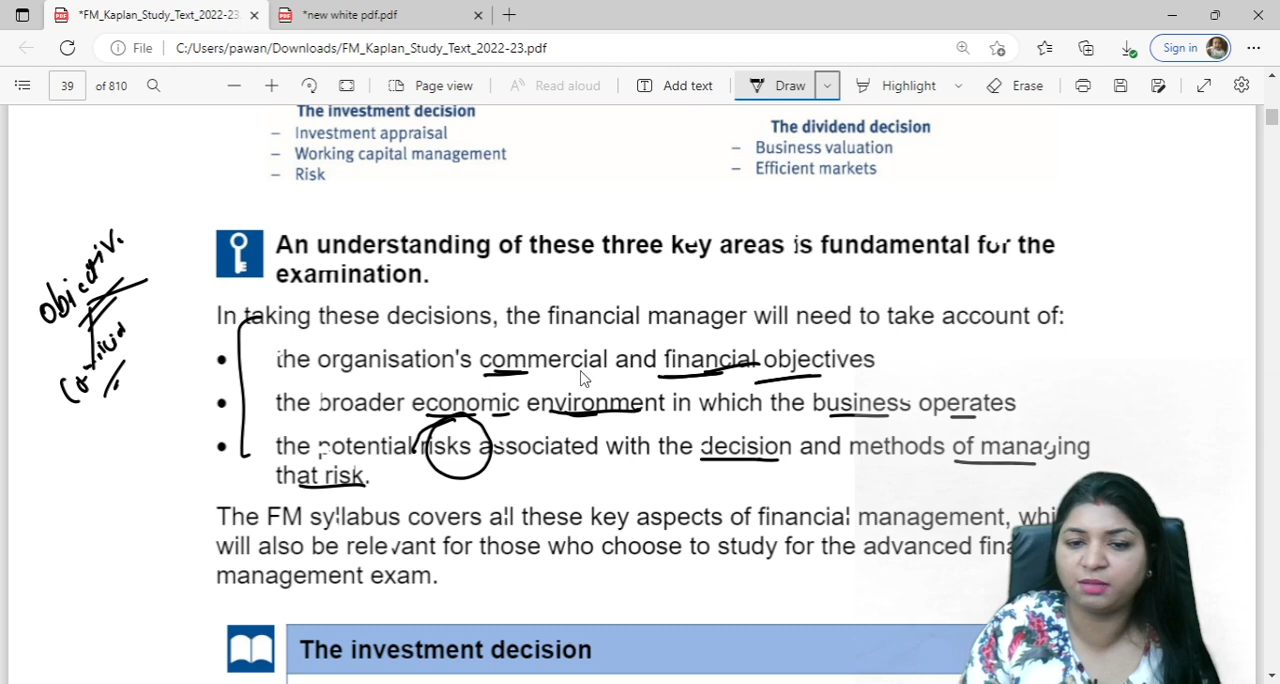 *FM_Kaplan_Study_Text_2022-23
*new white pdf.pdf
File
C:/Users/pawan/Downloads/FM_Kaplan_Study_Text_2022-23.pdf
Sign in
39 of 810
Page view
Read aloud
Add text
Draw
Highlight
Erase
The investment decision
– Investment appraisal
– Working capital management
– Risk
The dividend decision
– Business valuation
– Efficient markets
An understanding of these three key areas is fundamental for the
examination.
objectiv.
In taking these decisions, the financial manager will need to take account of:
• the organisation's commercial and financial objectives
• the broader economic environment in which the business operates
• the potential risks associated with the decision and methods of managing
that risk.
The FM syllabus covers all these key aspects of financial management, whi
will also be relevant for those who choose to study for the advanced fina
management exam.
The investment decision